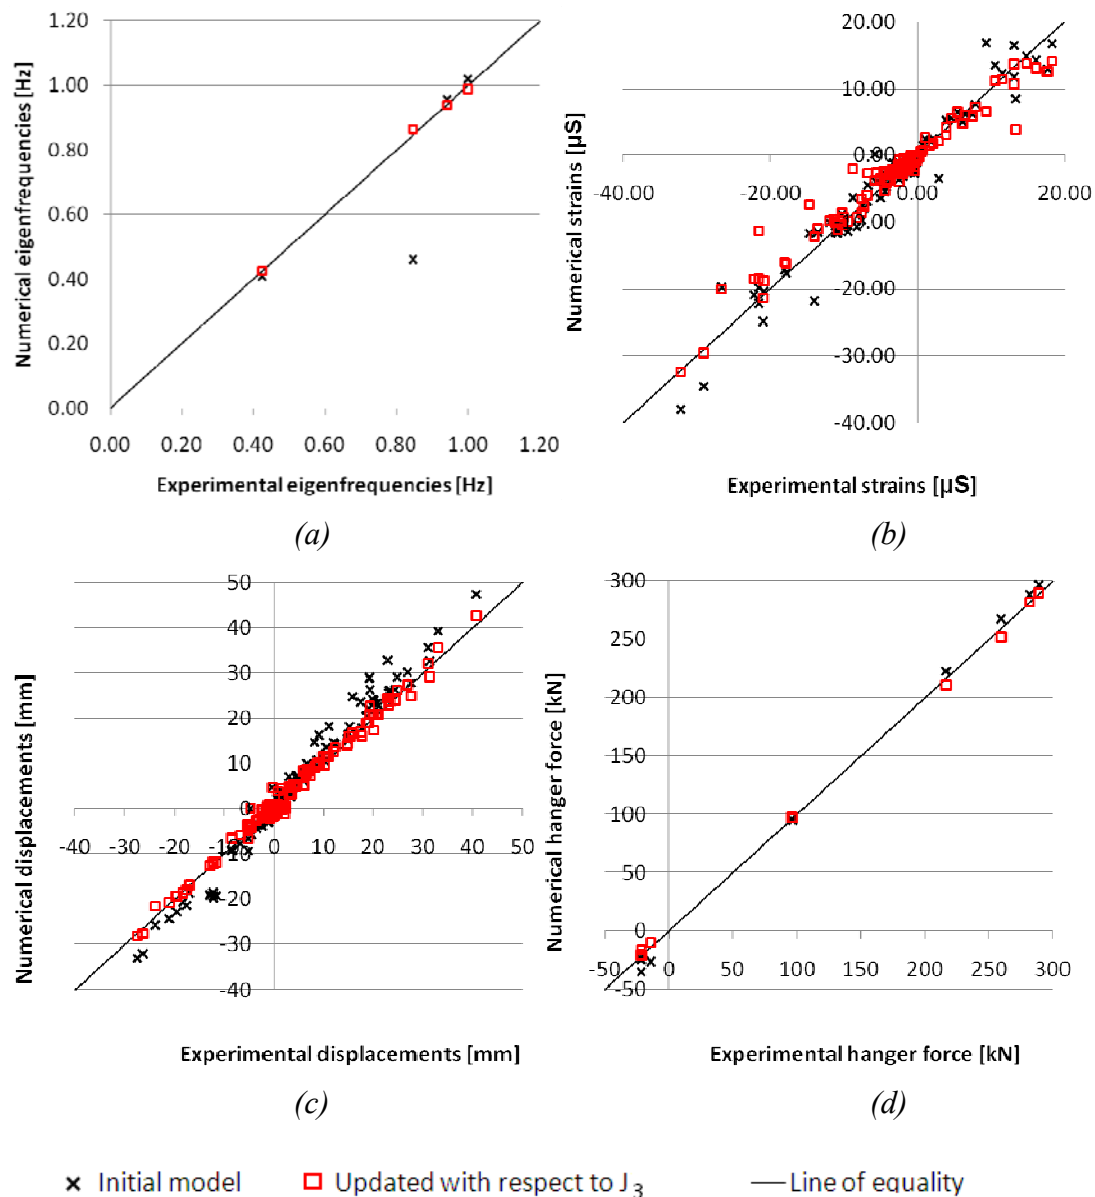 1.20
1.00
0.80
0.60
0.40
0.20
0.00
0.00 0.20 0.40 0.60 0.80 1.00 1.20
Numerical eigenfrequencies [Hz]
Experimental eigenfrequencies [Hz]
(a)
20.00
10.00
0.00
-40.00 -20.00 0.00 20.00
-10.00
-20.00
-30.00
-40.00
Numerical strains [µS]
Experimental strains [µS]
(b)
50
40
30
20
10
0
-40 -30 -20 -10 0 10 20 30 40 50
-10
-20
-30
-40
Numerical displacements [mm]
Experimental displacements [mm]
(c)
300
250
200
150
100
50
0
-50 0 50 100 150 200 250 300
-50
Numerical hanger force [kN]
Experimental hanger force [kN]
(d)
Initial model Updated with respect to J3 Line of equality